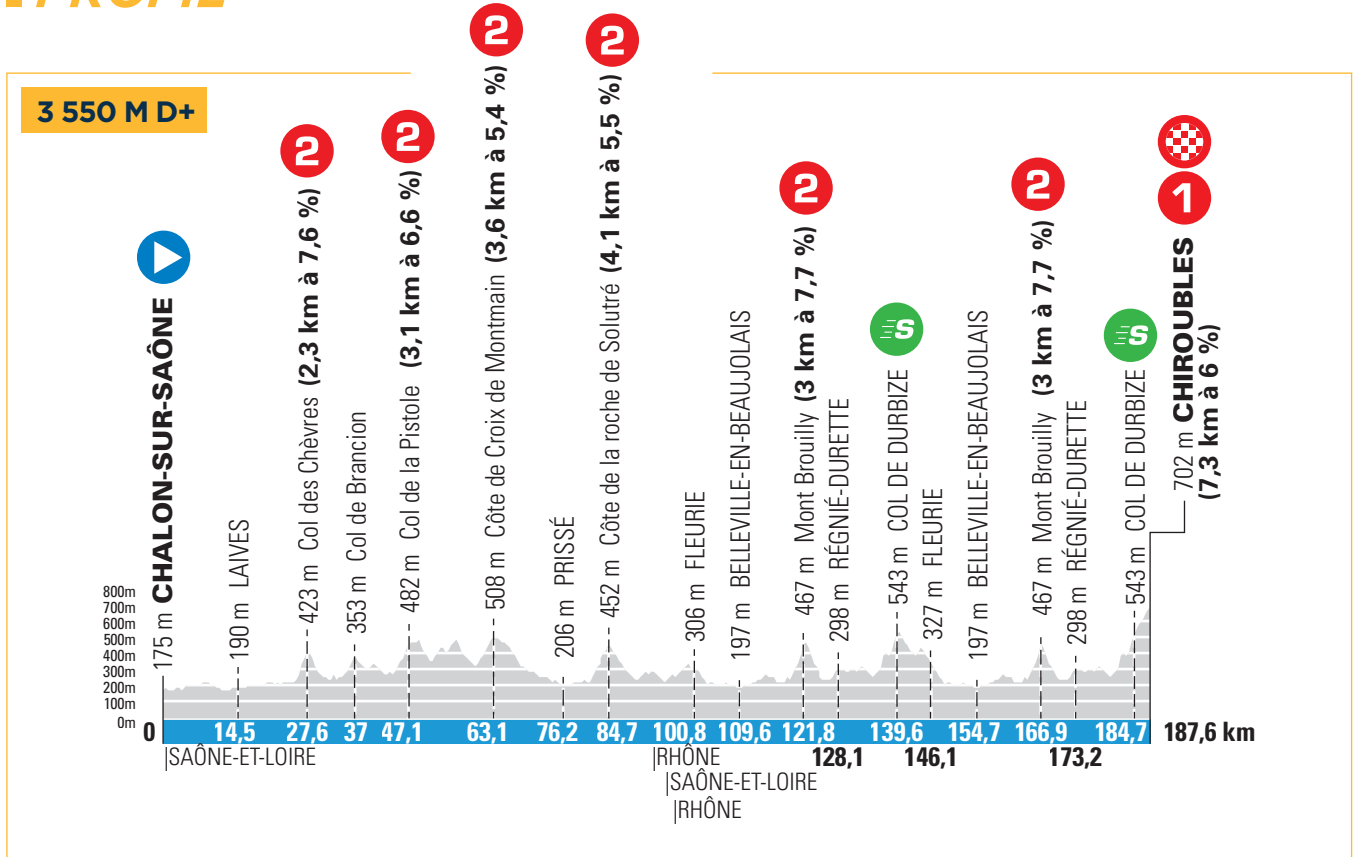 PROFIL
3 550 M D+
175 m CHALON-SUR-SAÔNE
190 m LAIVES
2
423 m Col des Chèvres (2,3 km à 7,6 %)
353 m Col de Brancion
2
482 m Col de la Pistole (3,1 km à 6,6 %)
2
508 m Côte de Croix de Montmain (3,6 km à 5,4 %)
206 m PRISSÉ
2
452 m Côte de la roche de Solutré (4,1 km à 5,5 %)
306 m FLEURIE
197 m BELLEVILLE-EN-BEAUJOLAIS
2
467 m Mont Brouilly (3 km à 7,7 %)
298 m RÉGNIÉ-DURETTE
S
543 m COL DE DURBIZE
327 m FLEURIE
197 m BELLEVILLE-EN-BEAUJOLAIS
2
467 m Mont Brouilly (3 km à 7,7 %)
298 m RÉGNIÉ-DURETTE
S
543 m COL DE DURBIZE
1
702 m CHIROUBLES
(7,3 km à 6 %)
800m
700m
600m
500m
400m
300m
200m
100m
0m
0 14,5 27,6 37 47,1 63,1 76,2 84,7 100,8 109,6 121,8 139,6 154,7 166,9 184,7 187,6 km
128,1 146,1 173,2
|SAÔNE-ET-LOIRE |RHÔNE
|SAÔNE-ET-LOIRE
|RHÔNE